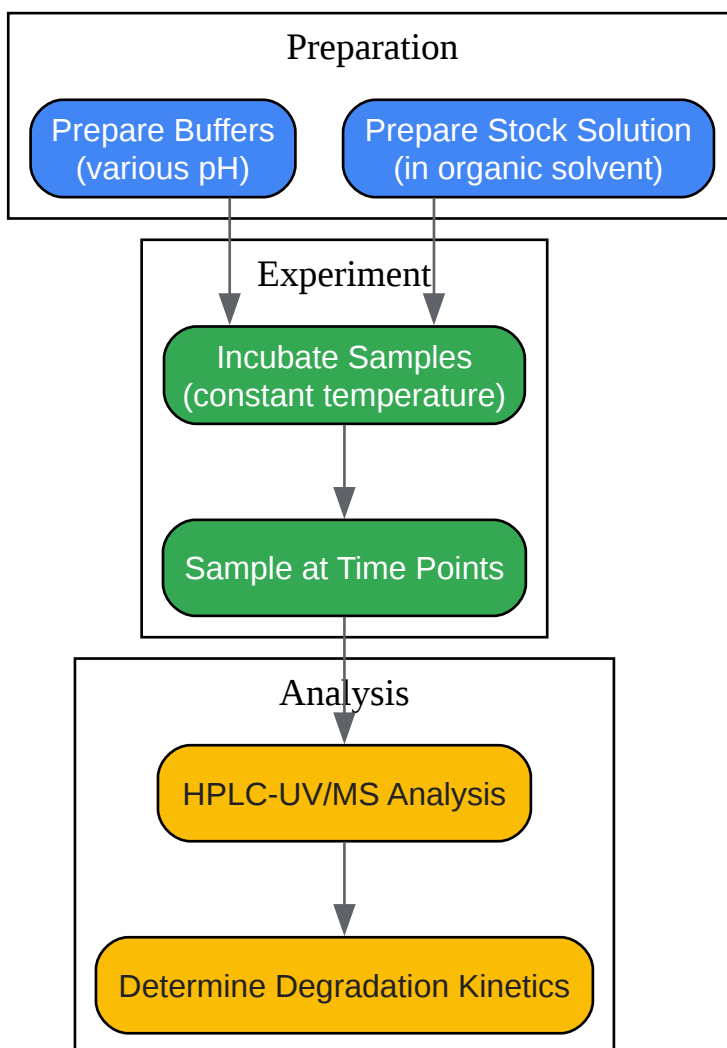 Preparation
Prepare Buffers
(various pH)
Prepare Stock Solution
(in organic solvent)
Experiment
Incubate Samples
(constant temperature)
Sample at Time Points
Analysis
HPLC-UV/MS Analysis
Determine Degradation Kinetics